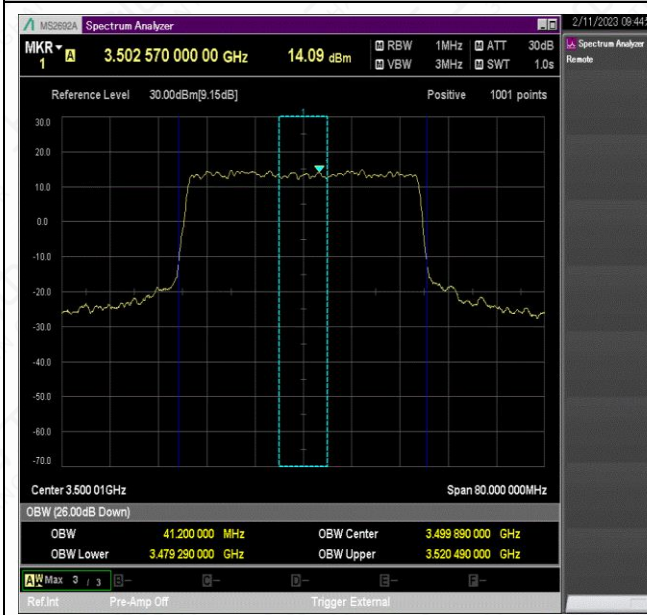 MS2692A Spectrum Analyzer
2/11/2023 09:44:5
MKR 1 A 3.502 570 000 00 GHz 14.09 dBm
M RBW 1MHz M ATT 30dB
M VBW 3MHz M SWT 1.0s
Spectrum Analyzer
Remote
Reference Level 30.00dBm[9.15dB] Positive 1001 points
30.0
20.0
10.0
0.0
-10.0
-20.0
-30.0
-40.0
-50.0
-60.0
-70.0
Center 3.500 01GHz Span 80.000 000MHz
OBW (26.00dB Down)
OBW 41.200 000 MHz OBW Center 3.499 890 000 GHz
OBW Lower 3.479 290 000 GHz OBW Upper 3.520 490 000 GHz
A W Max 3 / 3 B- C- D- E- F-
Ref.Int Pre-Amp Off Trigger External